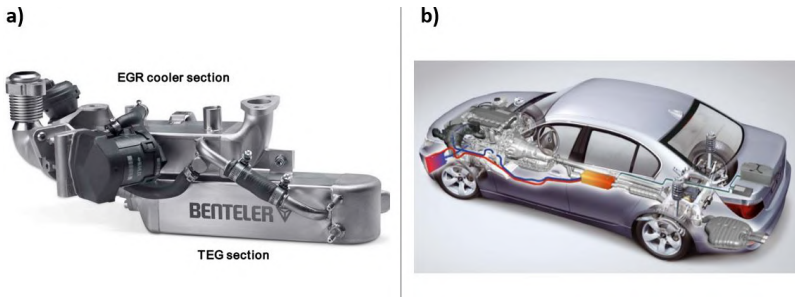 a)
b)
EGR cooler section
BENTELER
TEG section